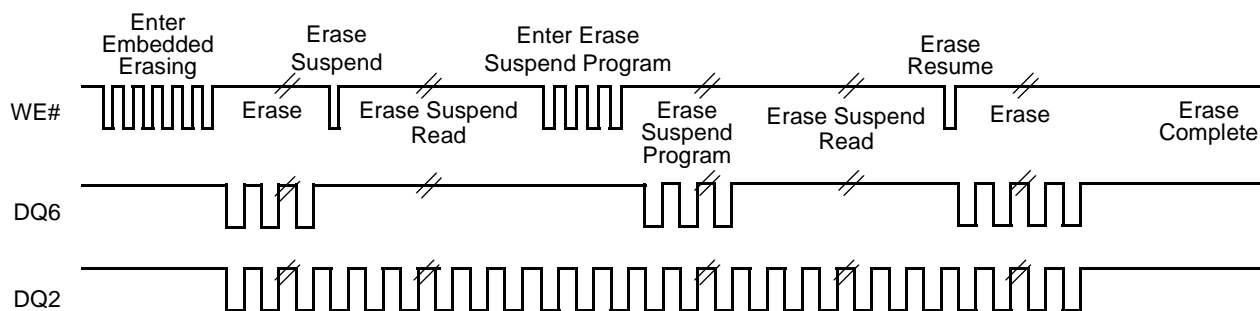 Enter
Embedded
Erasing
Erase
Suspend
Enter Erase
Suspend Program
Erase
Resume
WE#
Erase
Erase Suspend
Read
Erase
Suspend
Program
Erase Suspend
Read
Erase
Erase
Complete
DQ6
DQ2